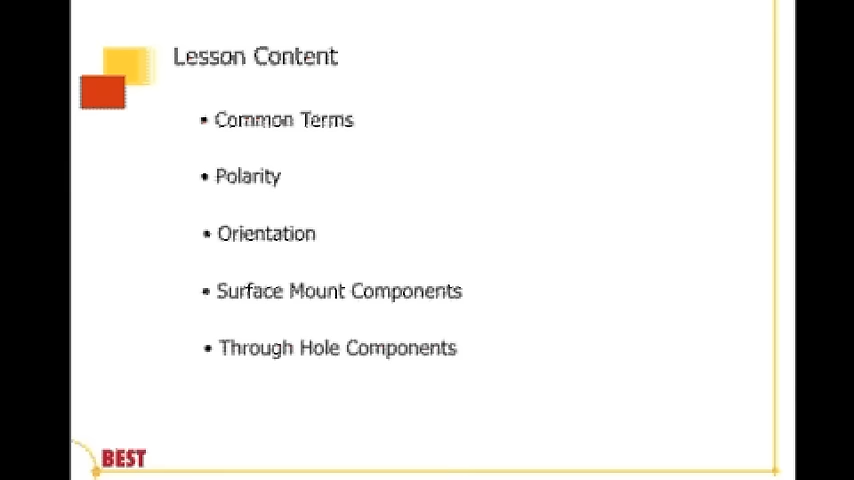 Lesson Content
• Common Terms
• Polarity
• Orientation
• Surface Mount Components
• Through Hole Components
BEST